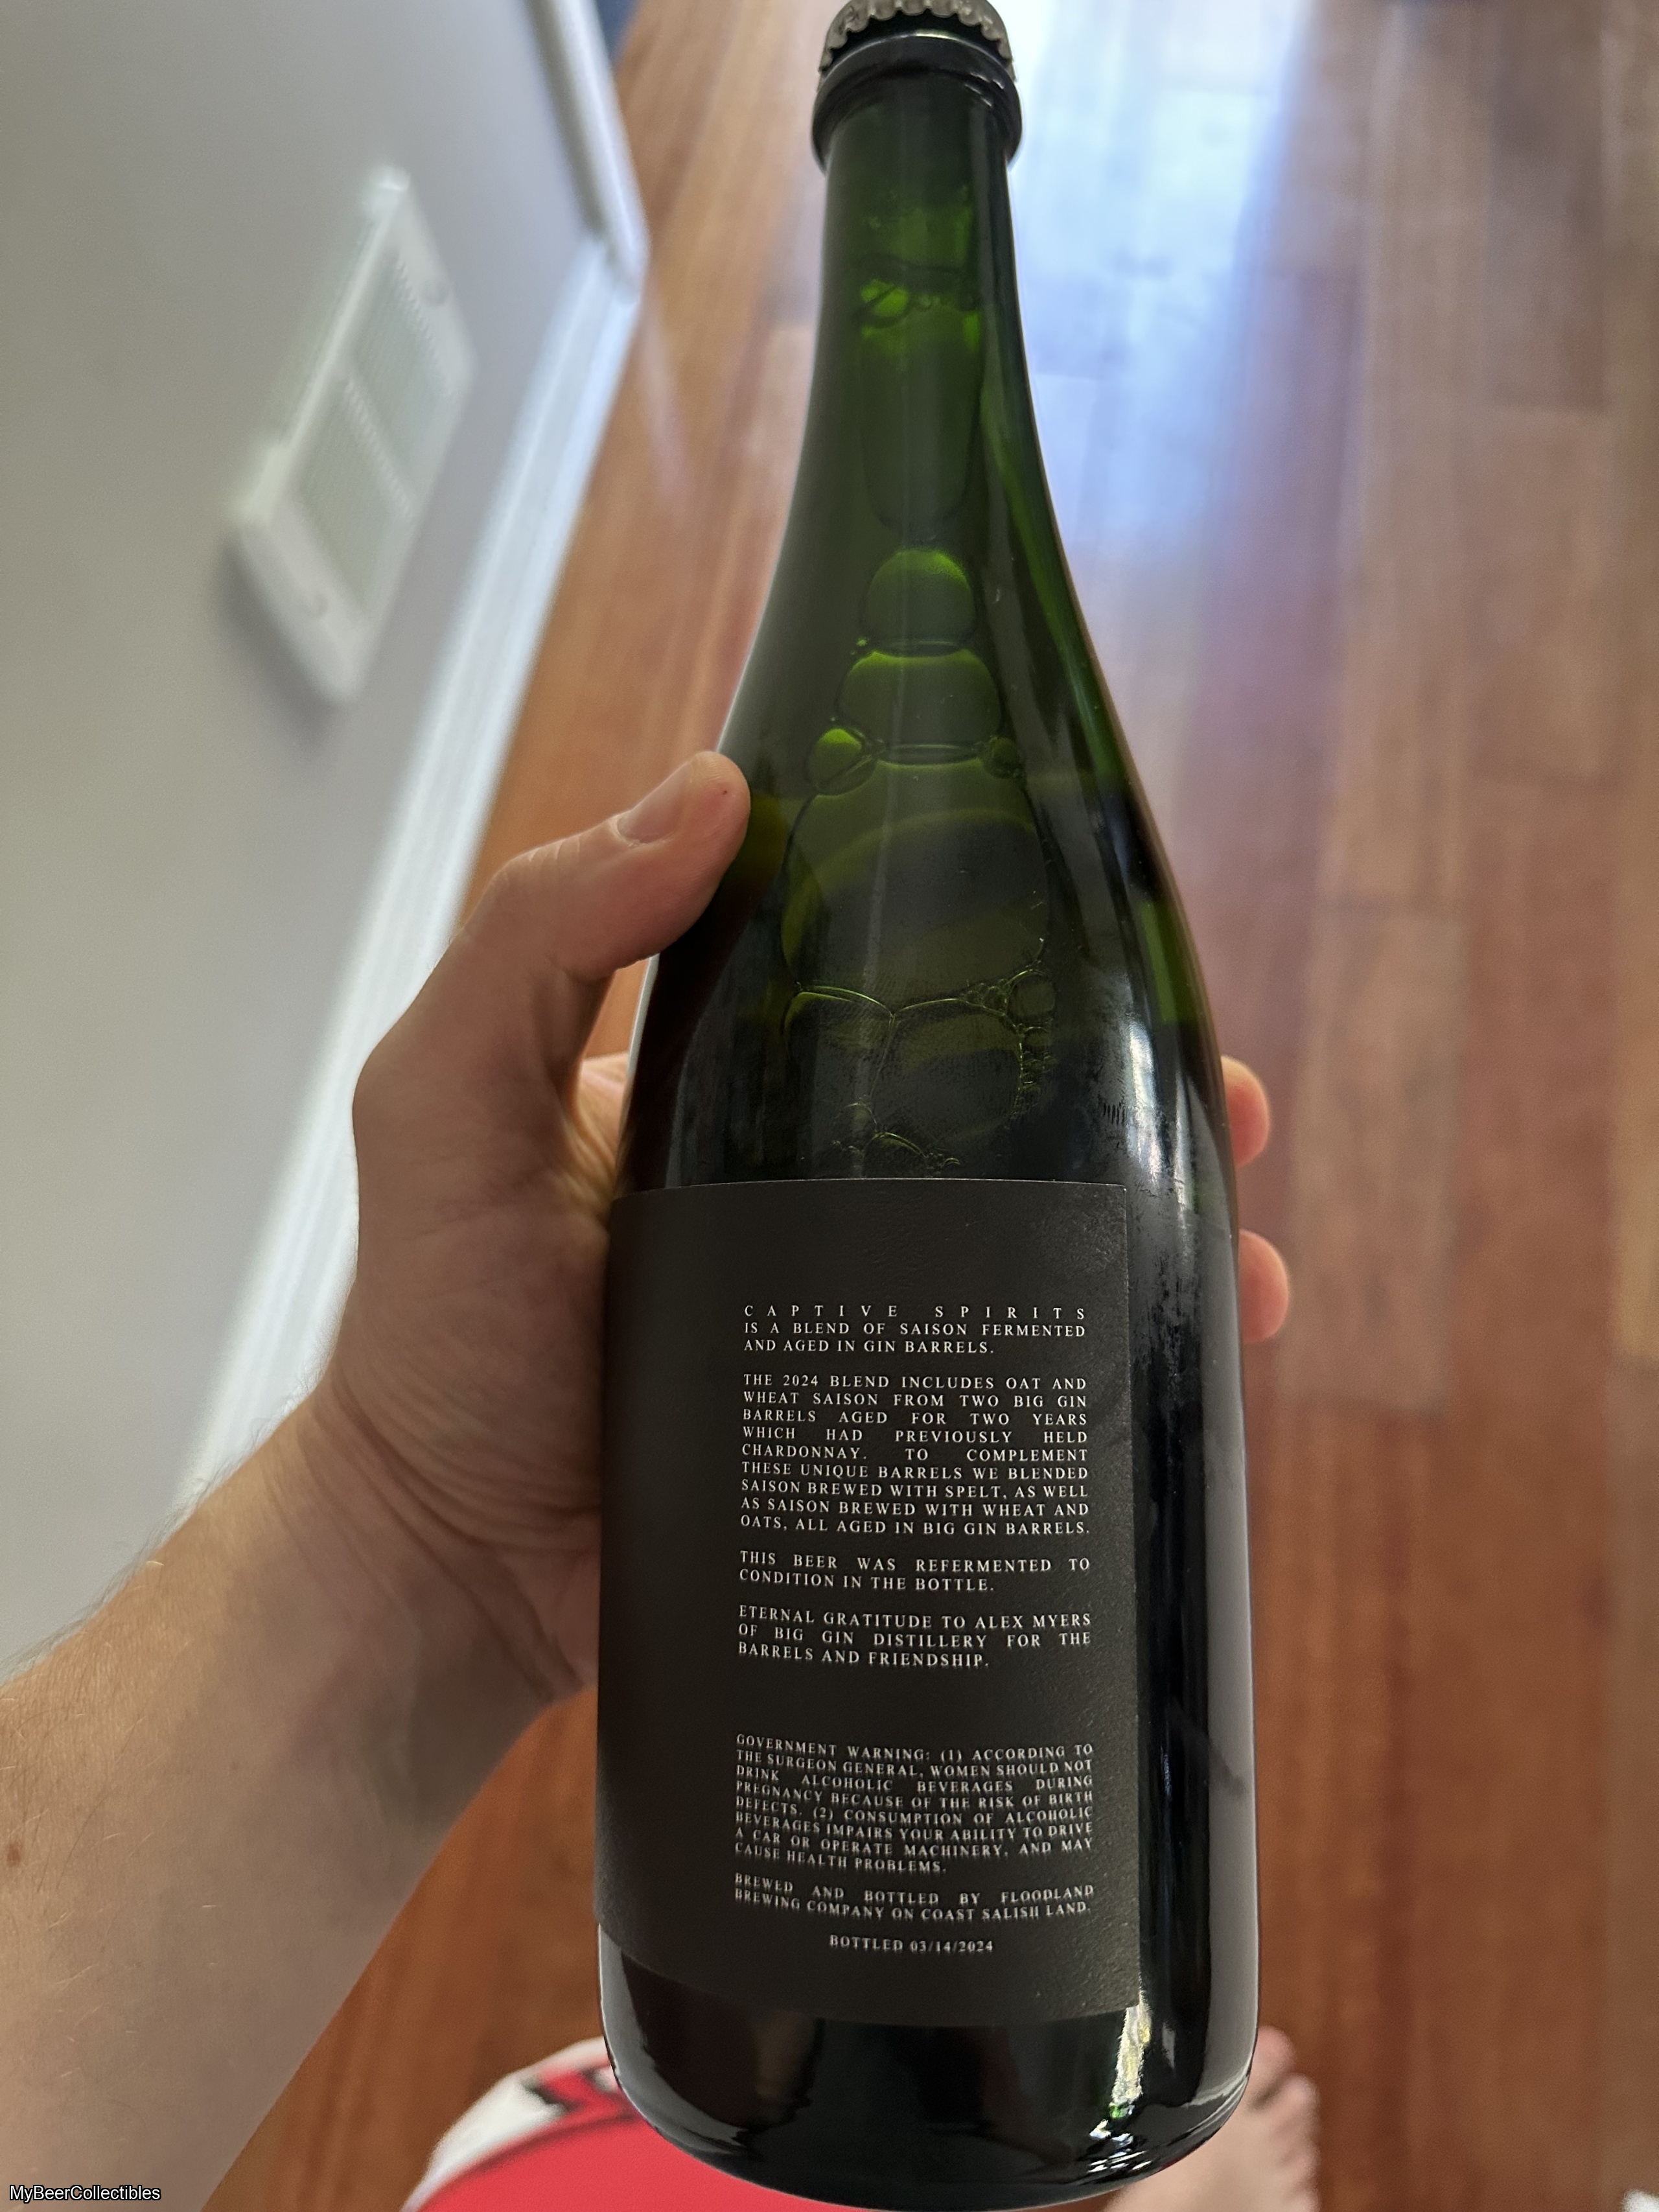 CAPTIVE SPIRITS
IS A BLEND OF SAISON FERMENTED
AND AGED IN GIN BARRELS.
THE 2024 BLEND INCLUDES OAT AND
WHEAT SAISON FROM TWO BIG GIN
BARRELS AGED FOR TWO YEARS
WHICH HAD PREVIOUSLY HELD
CHARDONNAY. TO COMPLEMENT
THESE UNIQUE BARRELS WE BLENDED
SAISON BREWED WITH SPELT, AS WELL
AS SAISON BREWED WITH WHEAT AND
OATS, ALL AGED IN BIG GIN BARRELS.
THIS BEER WAS REFERMENTED TO
CONDITION IN THE BOTTLE.
ETERNAL GRATITUDE TO ALEX MYERS
OF BIG GIN DISTILLERY FOR THE
BARRELS AND FRIENDSHIP.
GOVERNMENT WARNING: (1) ACCORDING TO
THE SURGEON GENERAL, WOMEN SHOULD NOT
DRINK ALCOHOLIC BEVERAGES DURING
PREGNANCY BECAUSE OF THE RISK OF BIRTH
DEFECTS. (2) CONSUMPTION OF ALCOHOLIC
BEVERAGES IMPAIRS YOUR ABILITY TO DRIVE
A CAR OR OPERATE MACHINERY, AND MAY
CAUSE HEALTH PROBLEMS.
BREWED AND BOTTLED BY FLOODLAND
BREWING COMPANY ON COAST SALISH LAND.
BOTTLED 03/14/2024
MyBeerCollectibles